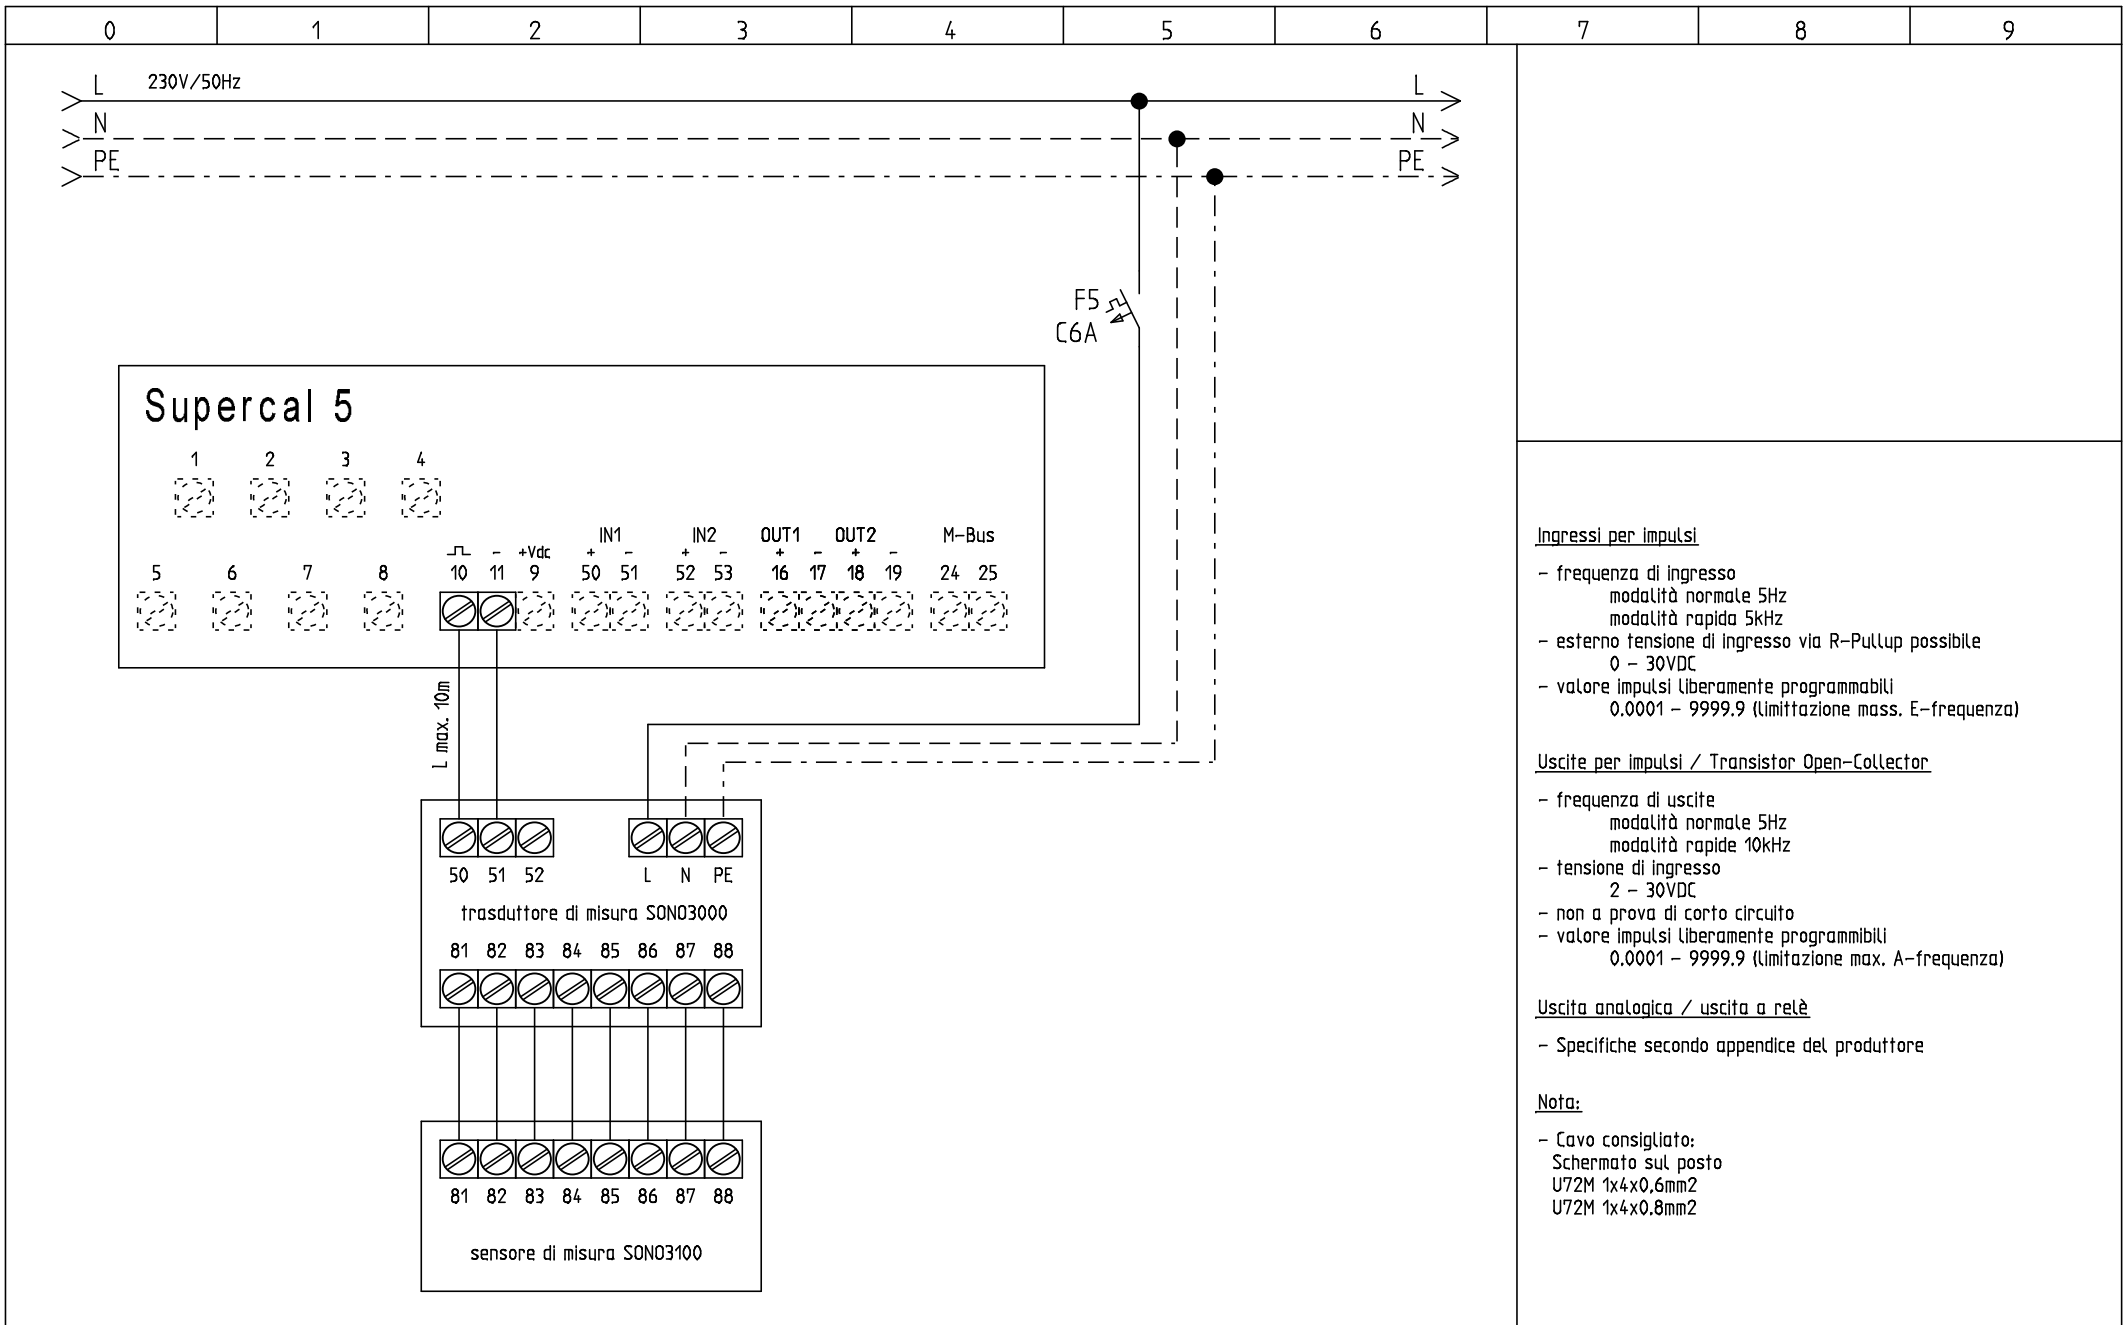 0 1 2 3 4 5 6 7 8 9
L 230V/50Hz L
N N
PE PE
F5
C6A
Supercal 5
1 2 3 4
IN1 IN2 OUT1 OUT2 M-Bus
- +Vdc + - + - + - + -
5 6 7 8 10 11 9 50 51 52 53 16 17 18 19 24 25
L max. 10m
50 51 52 L N PE
trasduttore di misura SONO3000
81 82 83 84 85 86 87 88
81 82 83 84 85 86 87 88
sensore di misura SONO3100
Ingressi per impulsi
- frequenza di ingresso
modalità normale 5Hz
modalità rapida 5kHz
- esterno tensione di ingresso via R-Pullup possibile
0 - 30VDC
- valore impulsi liberamente programmabili
0.0001 - 9999.9 (limittazione mass. E-frequenza)
Uscite per impulsi / Transistor Open-Collector
- frequenza di uscite
modalità normale 5Hz
modalità rapide 10kHz
- tensione di ingresso
2 - 30VDC
- non a prova di corto circuito
- valore impulsi liberamente programmibili
0.0001 - 9999.9 (limitazione max. A-frequenza)
Uscita analogica / uscita a relè
- Specifiche secondo appendice del produttore
Nota:
- Cavo consigliato:
Schermato sul posto
U72M 1x4x0.6mm2
U72M 1x4x0.8mm2